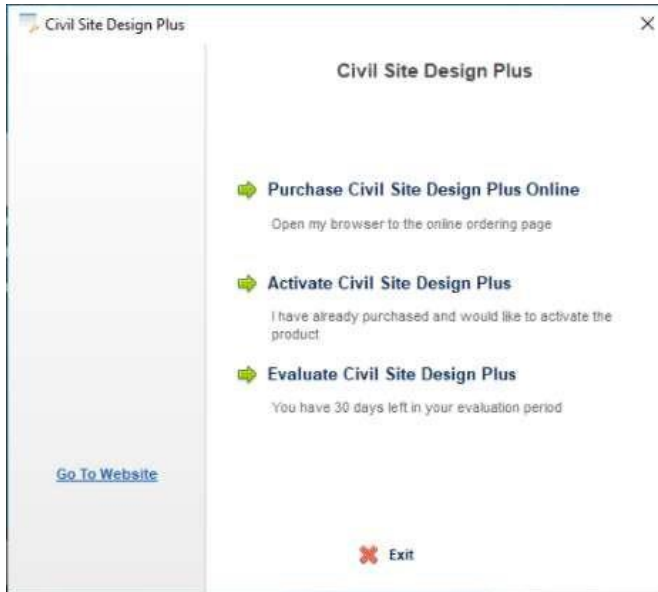 Civil Site Design Plus
Civil Site Design Plus
Purchase Civil Site Design Plus Online
Open my browser to the online ordering page
Activate Civil Site Design Plus
I have already purchased and would like to activate the
product
Evaluate Civil Site Design Plus
You have 30 days left in your evaluation period
Go To Website
Exit